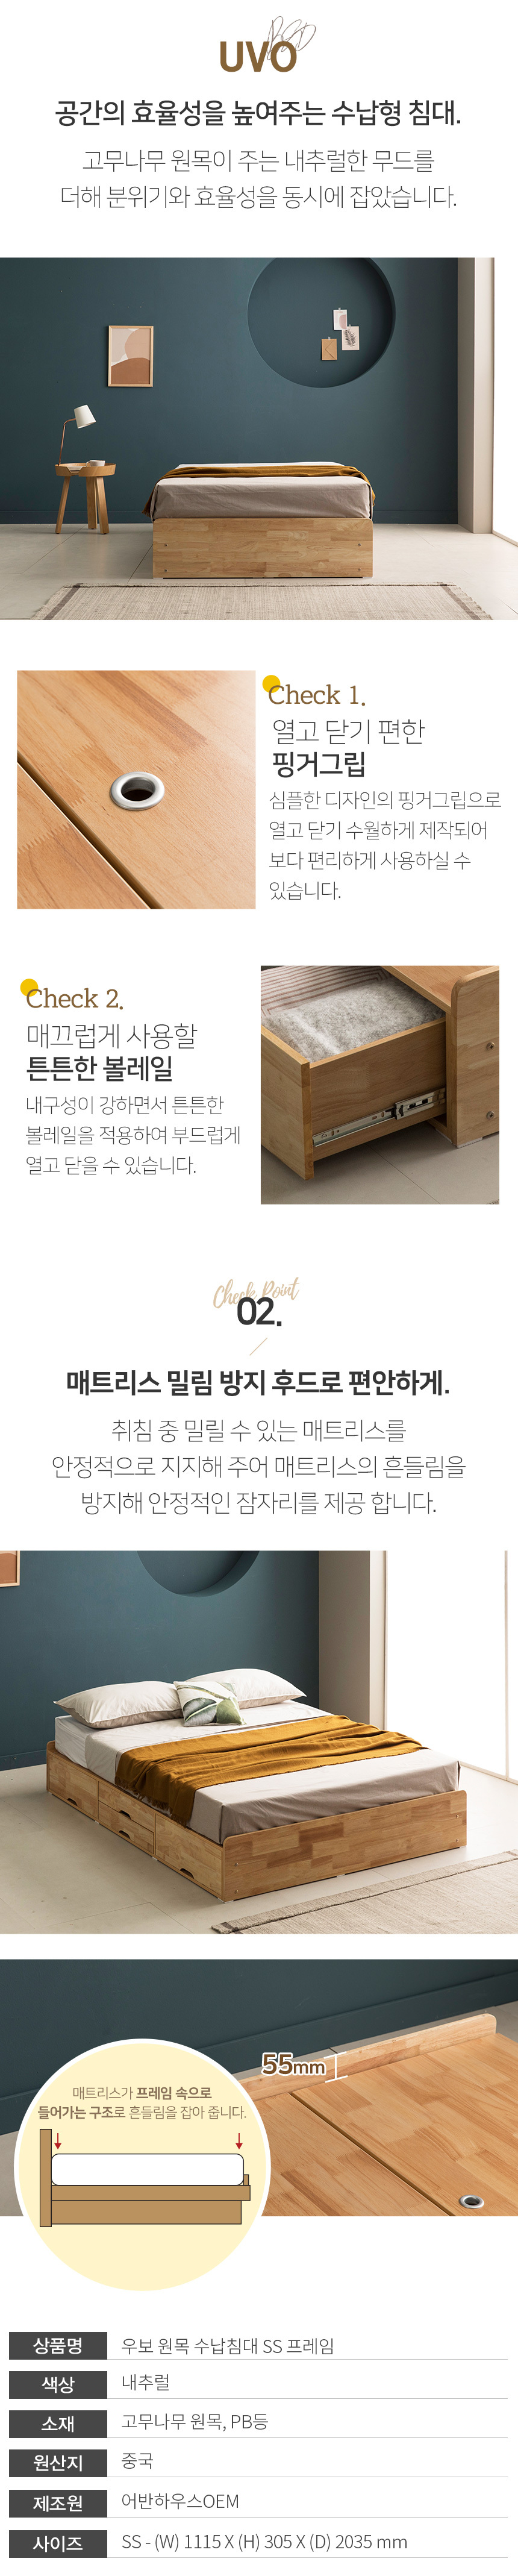 BED
UVO
공간의 효율성을 높여주는 수납형 침대.
고무나무 원목이 주는 내추럴한 무드를
더해 분위기와 효율성을 동시에 잡았습니다.
Check 1.
열고 닫기 편한
핑거그립
심플한 디자인의 핑거그립으로
열고 닫기 수월하게 제작되어
보다 편리하게 사용하실 수
있습니다.
Check 2.
매끄럽게 사용할
튼튼한 볼레일
내구성이 강하면서 튼튼한
볼레일을 적용하여 부드럽게
열고 닫을 수 있습니다.
Check Point
02.
매트리스 밀림 방지 후드로 편안하게.
취침 중 밀릴 수 있는 매트리스를
안정적으로 지지해 주어 매트리스의 흔들림을
방지해 안정적인 잠자리를 제공 합니다.
55mm
매트리스가 프레임 속으로
들어가는 구조로 흔들림을 잡아 줍니다.
상품명 우보 원목 수납침대 SS 프레임
색상 내추럴
소재 고무나무 원목, PB등
원산지 중국
제조원 어반하우스OEM
사이즈 SS - (W) 1115 X (H) 305 X (D) 2035 mm